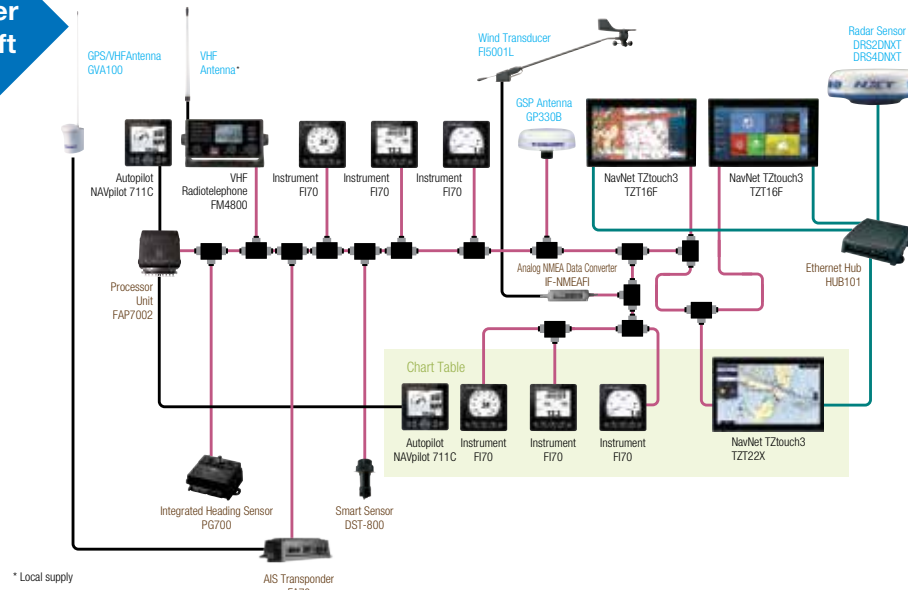 er
ft
GPS/VHFAntenna
GVA100
VHF
Antenna*
Wind Transducer
FI5001L
Radar Sensor
DRS2DNXT
DRS4DNXT
GSP Antenna
GP330B
Autopilot
NAVpilot 711C
VHF
Radiotelephone
FM4800
Instrument
FI70
Instrument
FI70
Instrument
FI70
NavNet TZtouch3
TZT16F
NavNet TZtouch3
TZT16F
Processor
Unit
FAP7002
Analog NMEA Data Converter
IF-NMEAFI
Ethernet Hub
HUB101
Chart Table
Autopilot
NAVpilot 711C
Instrument
FI70
Instrument
FI70
Instrument
FI70
NavNet TZtouch3
TZT22X
Integrated Heading Sensor
PG700
Smart Sensor
DST-800
AIS Transponder
* Local supply